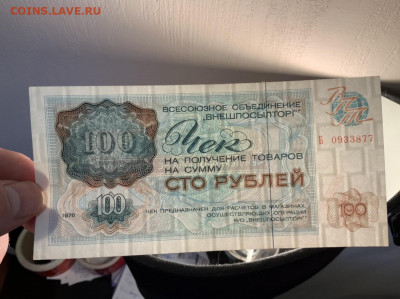 COINS.LAVE.RU
ВСЕСОЮЗНОЕ ОБЪЕДИНЕНИЕ
„ВНЕШПОСЫЛТОРГ"
ВПТ
100
Чек
Б 0933877
НА ПОЛУЧЕНИЕ ТОВАРОВ
НА СУММУ
СТО РУБЛЕЙ
1976
100
ЧЕК ПРЕДНАЗНАЧЕН ДЛЯ РАСЧЕТОВ В МАГАЗИНАХ,
ОСУЩЕСТВЛЯЮЩИХ ОПЕРАЦИИ
В/О „ВНЕШПОСЫЛТОРГ"
100